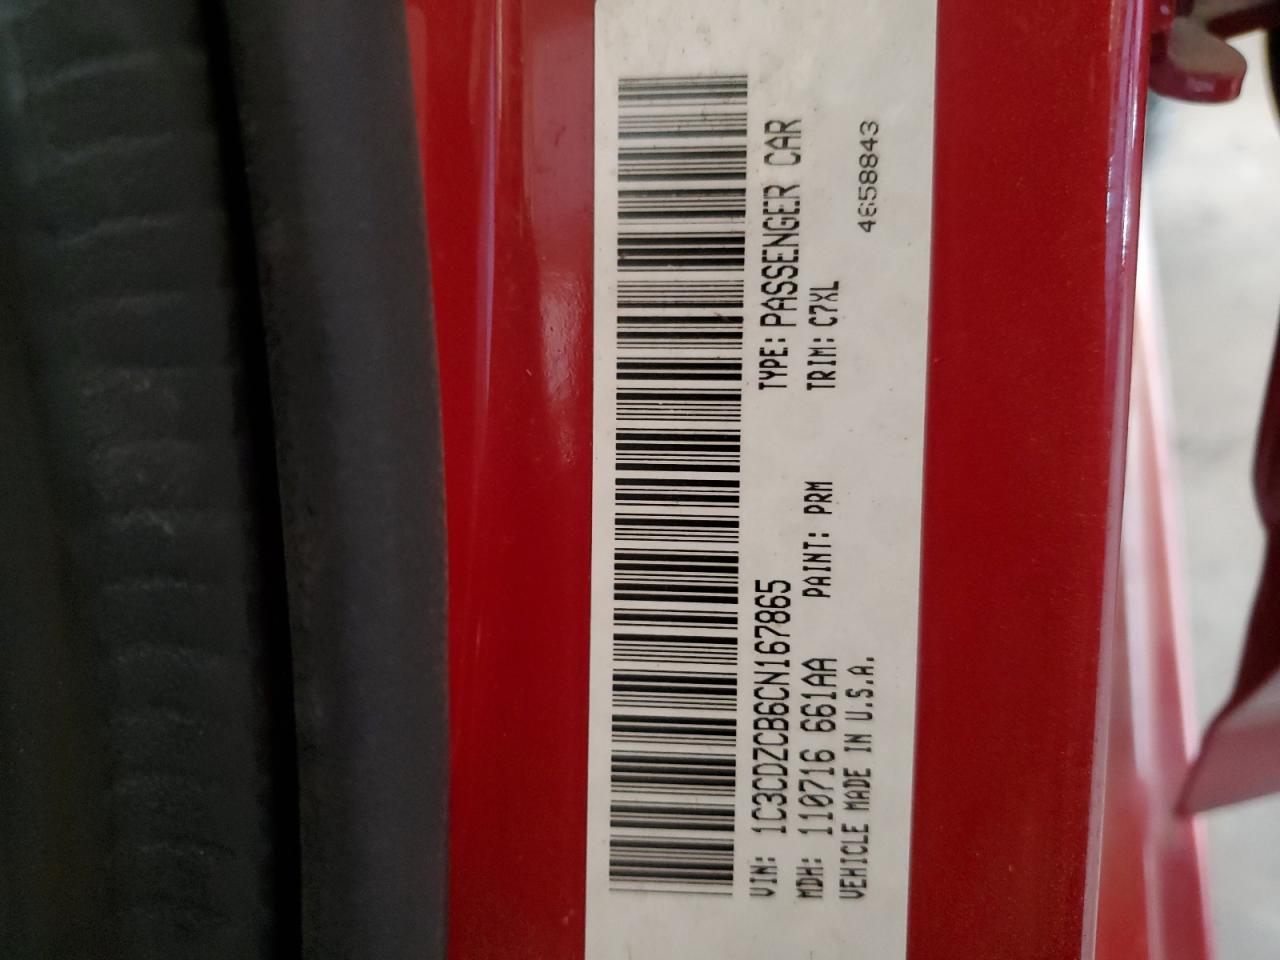 VIN: 1C3CDZCB6CN167865 TYPE: PASSENGER CAR
MDH: 110716 661AA PAINT: PRM TRIM: C7XL
VEHICLE MADE IN U.S.A. 4658843